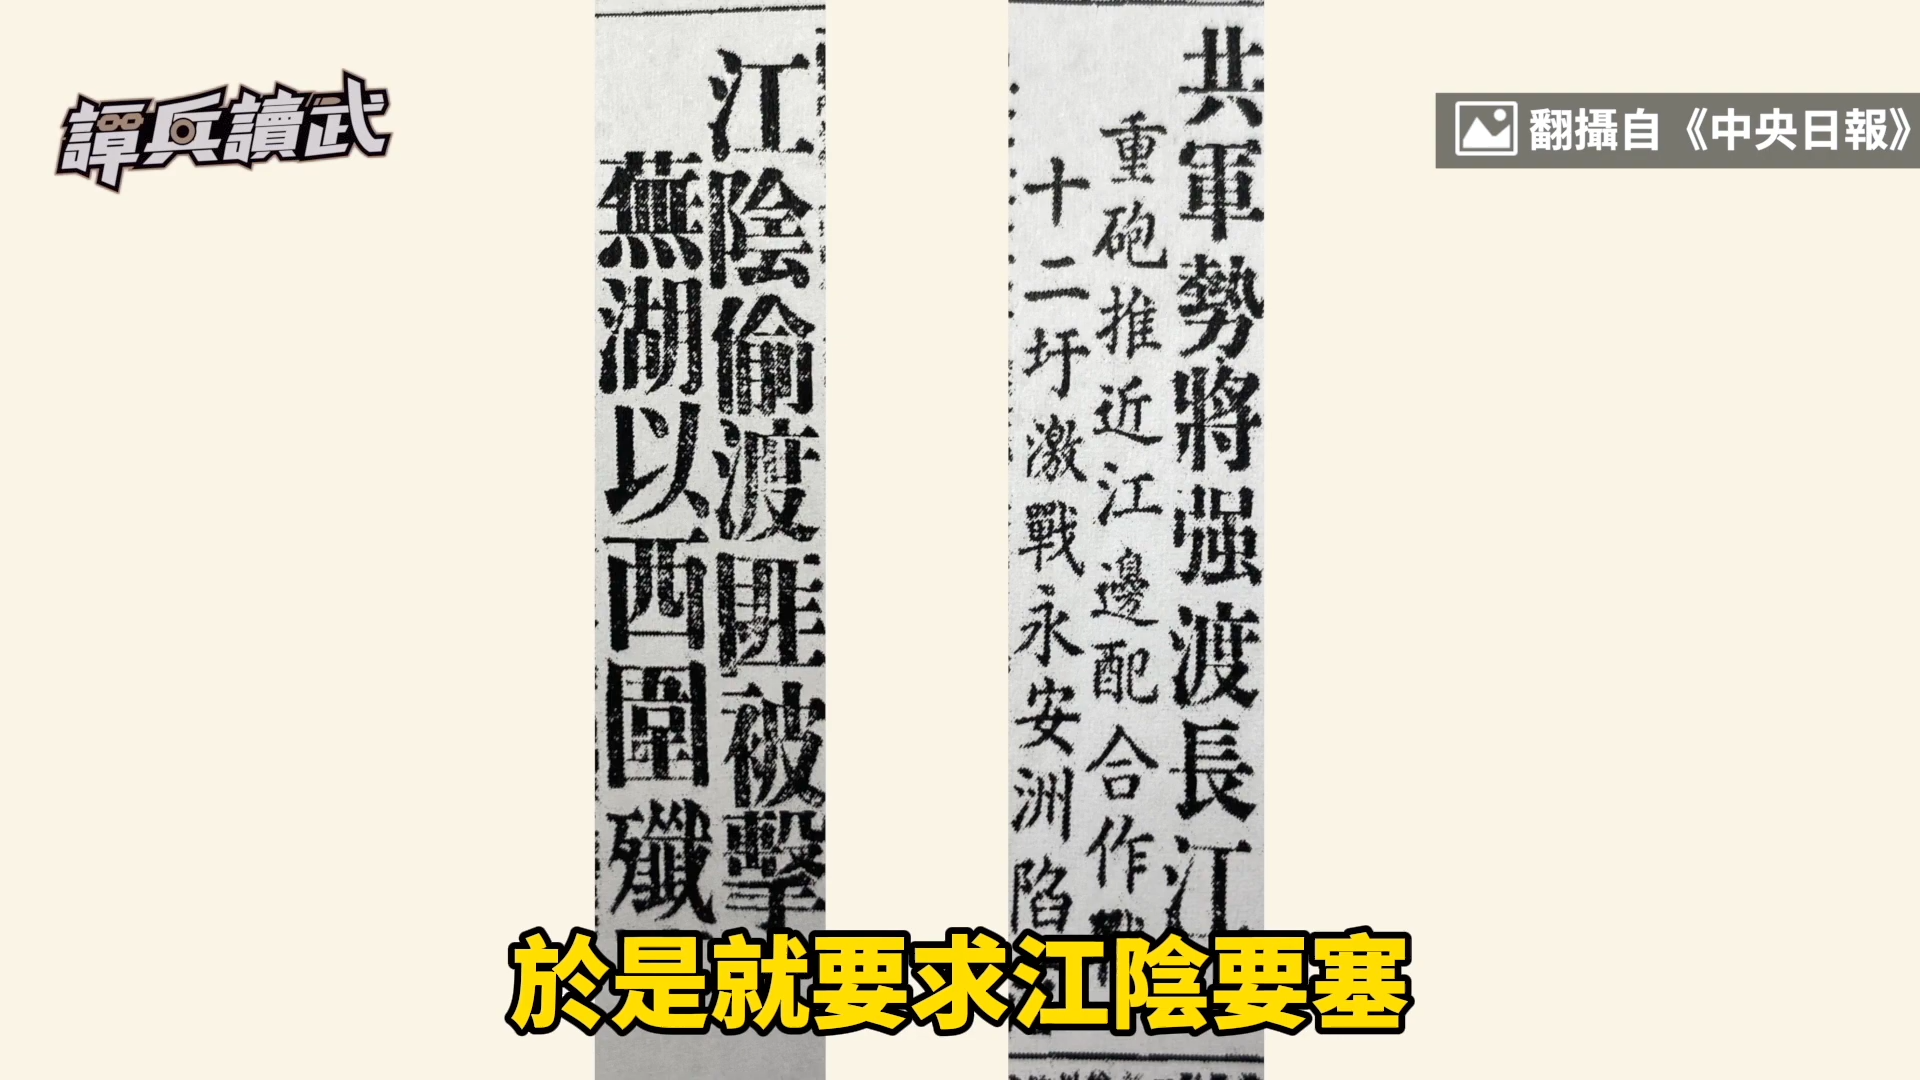 譚兵讀武
翻攝自《中央日報》
共軍勢將强渡長江
重砲推近江邊配合作戰
十二圩激戰永安洲陷
江陰偷渡匪被擊
蕪湖以西圍殲
於是就要求江陰要塞